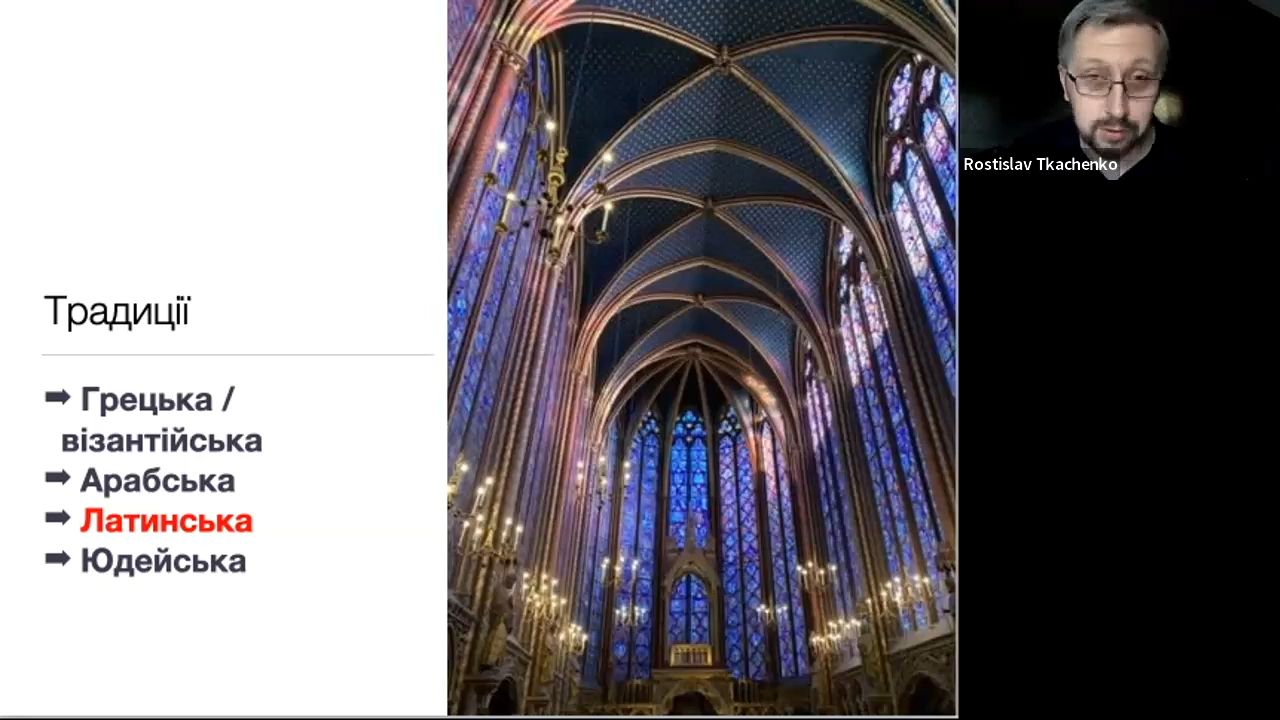 Традиції
➡ Грецька /
візантійська
➡ Арабська
➡ Латинська
➡ Юдейська
Rostislav Tkachenko